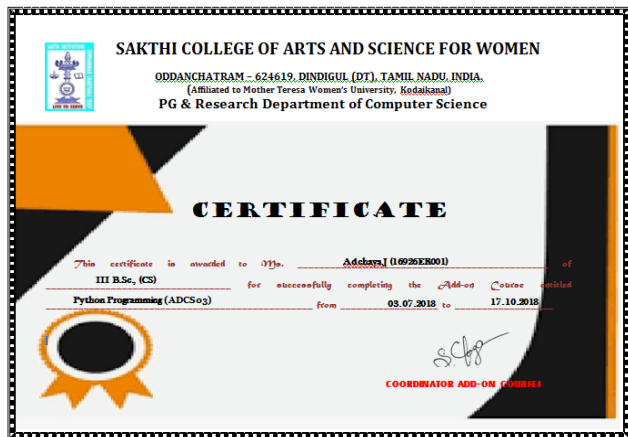 SAKTHI COLLEGE OF ARTS AND SCIENCE FOR WOMEN
ODDANCHATRAM – 624619, DINDIGUL (DT), TAMIL NADU, INDIA.
(Affiliated to Mother Teresa Women's University, Kodaikanal)
PG & Research Department of Computer Science
CERTIFICATE
This certificate is awarded to Ms. (16926ER001) of
III B.Sc., (CS) for successfully completing the Add-on Course entitled
Python Programming (ADCS03) from 03.07.2018 to 17.10.2018
COORDINATOR ADD-ON COURSES
LIVE TO SERVE